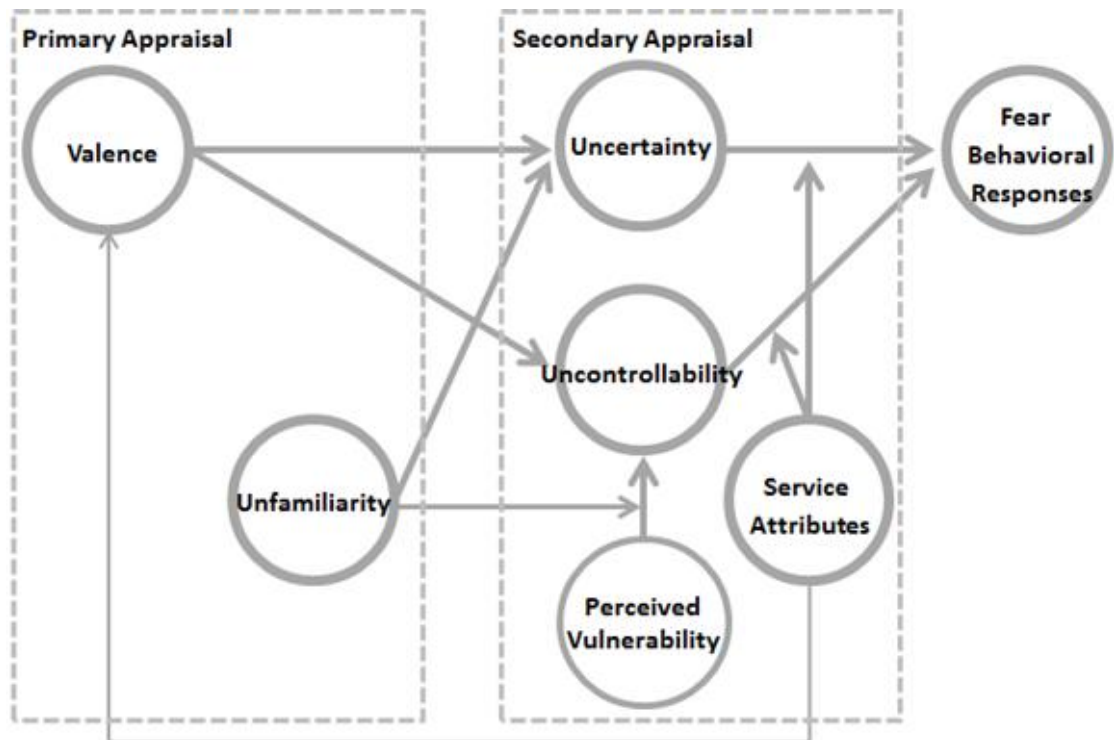 Primary Appraisal
Secondary Appraisal
Valence
Uncertainty
Fear
Behavioral
Responses
Uncontrollability
Unfamiliarity
Service
Attributes
Perceived
Vulnerability